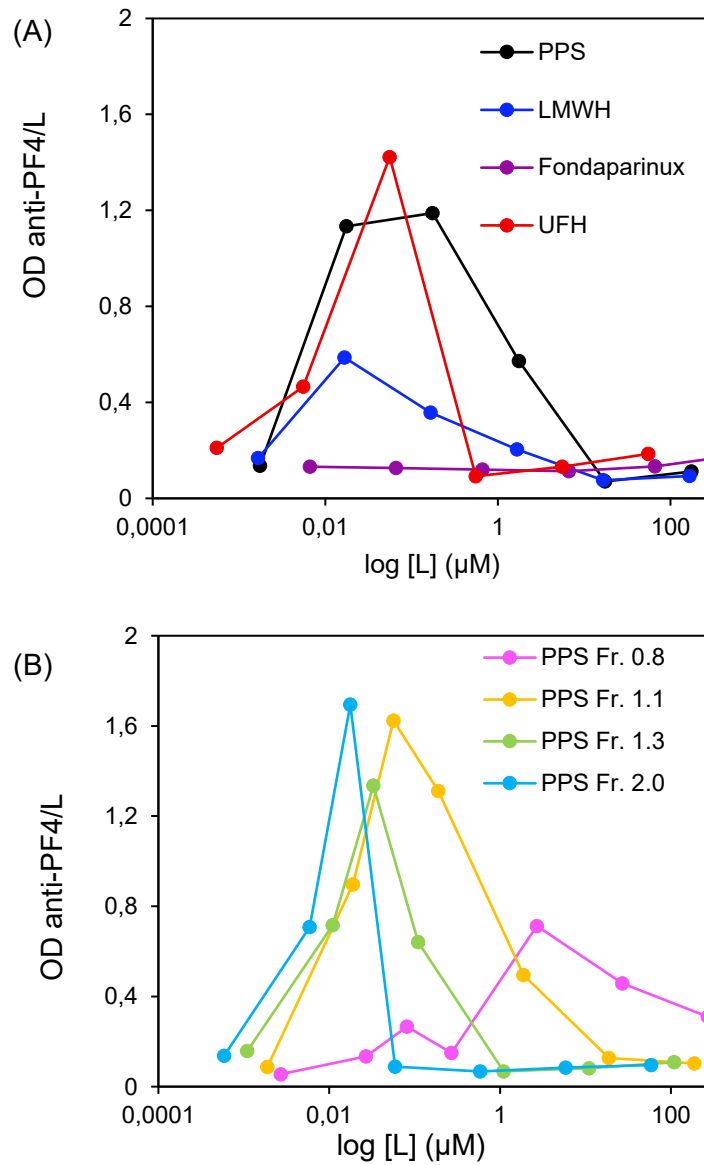 (A)
2
1,6
1,2
0,8
0,4
0
OD anti-PF4/L
PPS
LMWH
Fondaparinux
UFH
0,0001
0,01
1
100
log [L] (µM)
(B)
2
1,6
1,2
0,8
0,4
0
OD anti-PF4/L
PPS Fr. 0.8
PPS Fr. 1.1
PPS Fr. 1.3
PPS Fr. 2.0
0,0001
0,01
1
100
log [L] (µM)